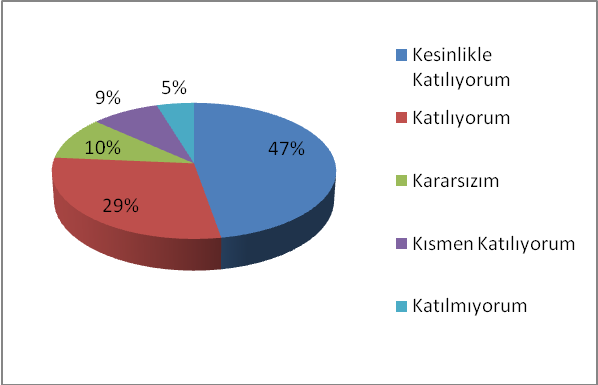 5%
9%
10%
47%
29%
Kesinlikle
Katılıyorum
Katılıyorum
Kararsızım
Kısmen Katılıyorum
Katılmıyorum